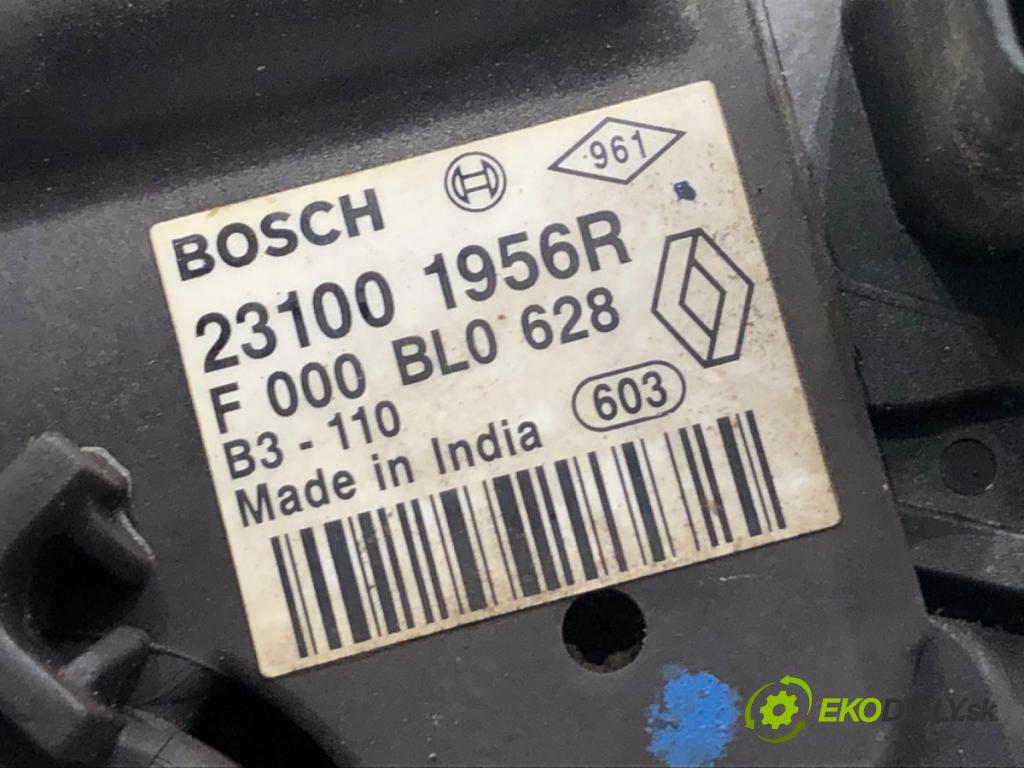 BOSCH
961
23100 1956R
F 000 BL0 628
B3 - 110
603
Made in India
EKODIELY.sk